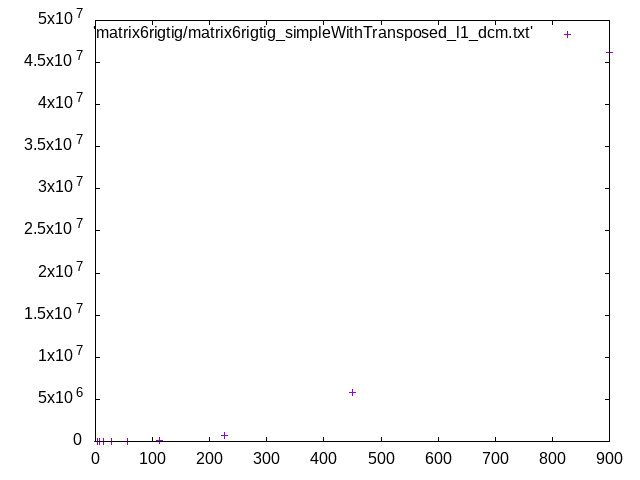 5x10 7
'matrix6rigtig/matrix6rigtig_simpleWithTransposed_l1_dcm.txt'
4.5x10 7
4x10 7
3.5x10 7
3x10 7
2.5x10 7
2x10 7
1.5x10 7
1x10 7
5x10 6
0
0 100 200 300 400 500 600 700 800 900